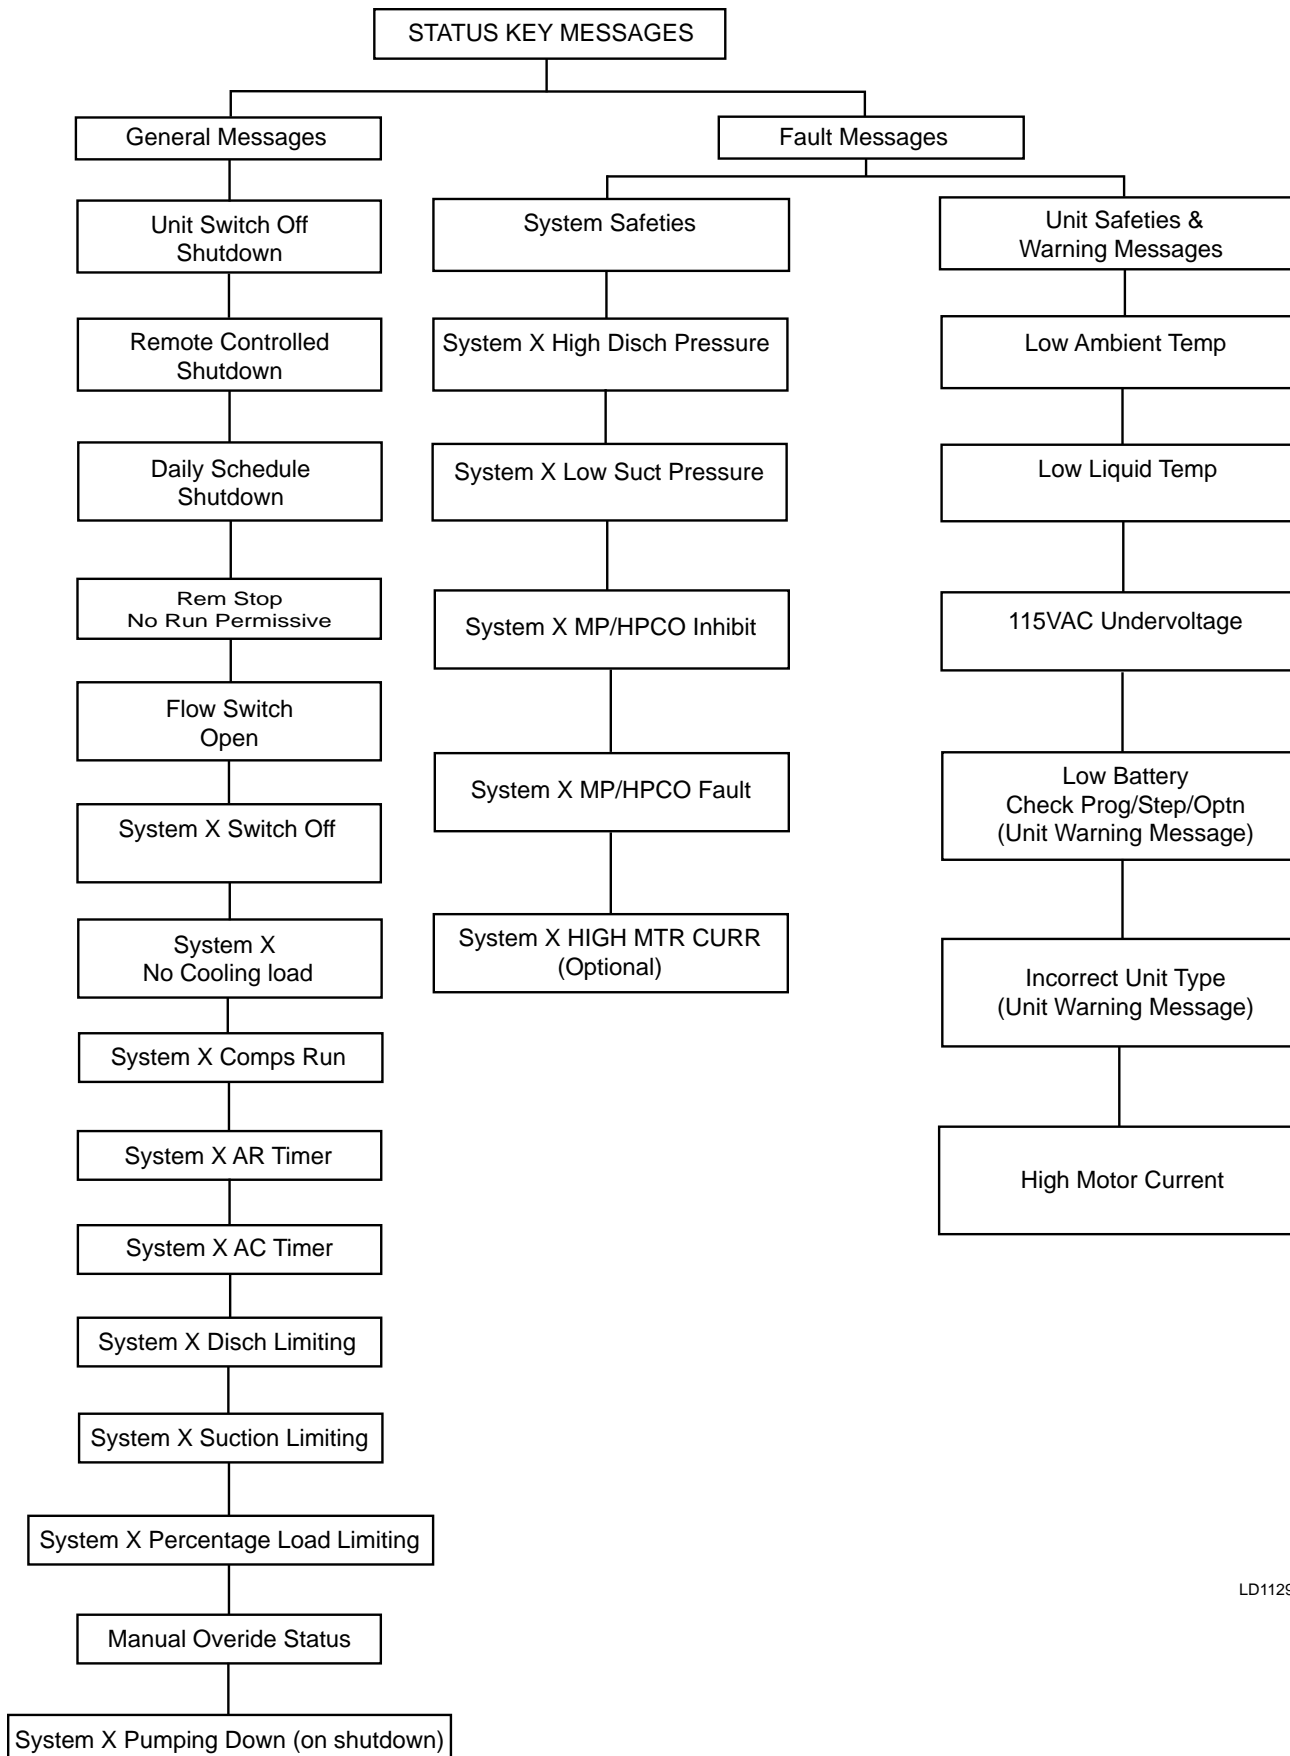 STATUS KEY MESSAGES
General Messages
Unit Switch Off
Shutdown
Remote Controlled
Shutdown
Daily Schedule
Shutdown
Rem Stop
No Run Permissive
Flow Switch
Open
System X Switch Off
System X
No Cooling load
System X Comps Run
System X AR Timer
System X AC Timer
System X Disch Limiting
System X Suction Limiting
System X Percentage Load Limiting
Manual Overide Status
System X Pumping Down (on shutdown)
Fault Messages
System Safeties
System X High Disch Pressure
System X Low Suct Pressure
System X MP/HPCO Inhibit
System X MP/HPCO Fault
System X HIGH MTR CURR
(Optional)
Unit Safeties &
Warning Messages
Low Ambient Temp
Low Liquid Temp
115VAC Undervoltage
Low Battery
Check Prog/Step/Optn
(Unit Warning Message)
Incorrect Unit Type
(Unit Warning Message)
High Motor Current
LD1129